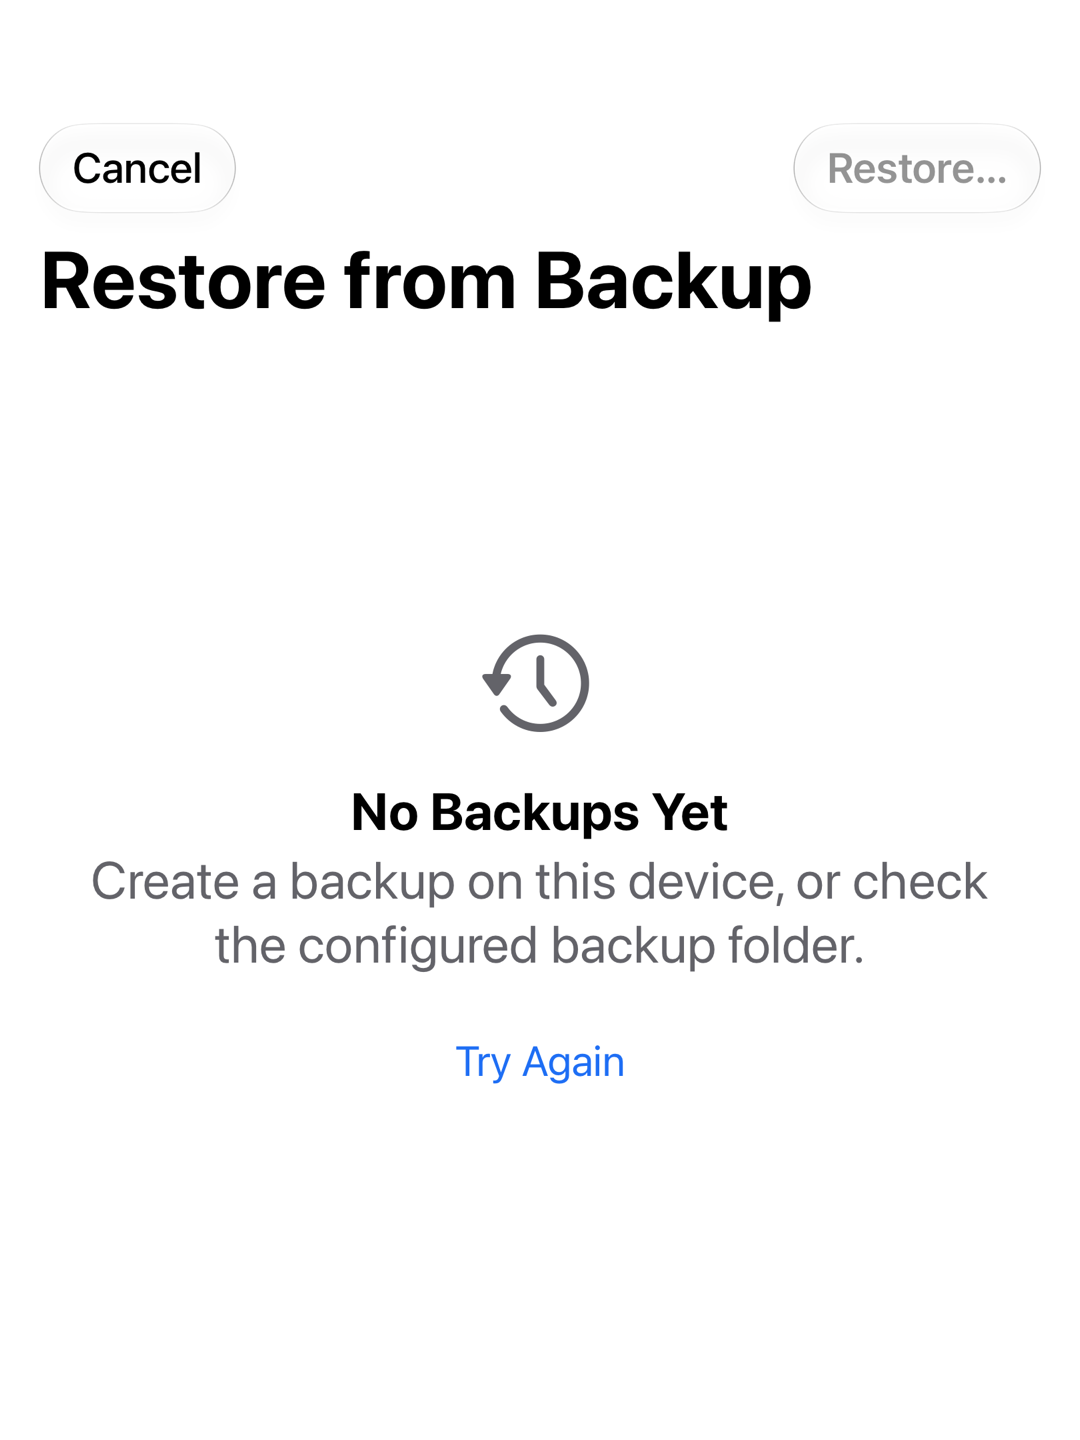 Cancel
Restore...
Restore from Backup
No Backups Yet
Create a backup on this device, or check
the configured backup folder.
Try Again